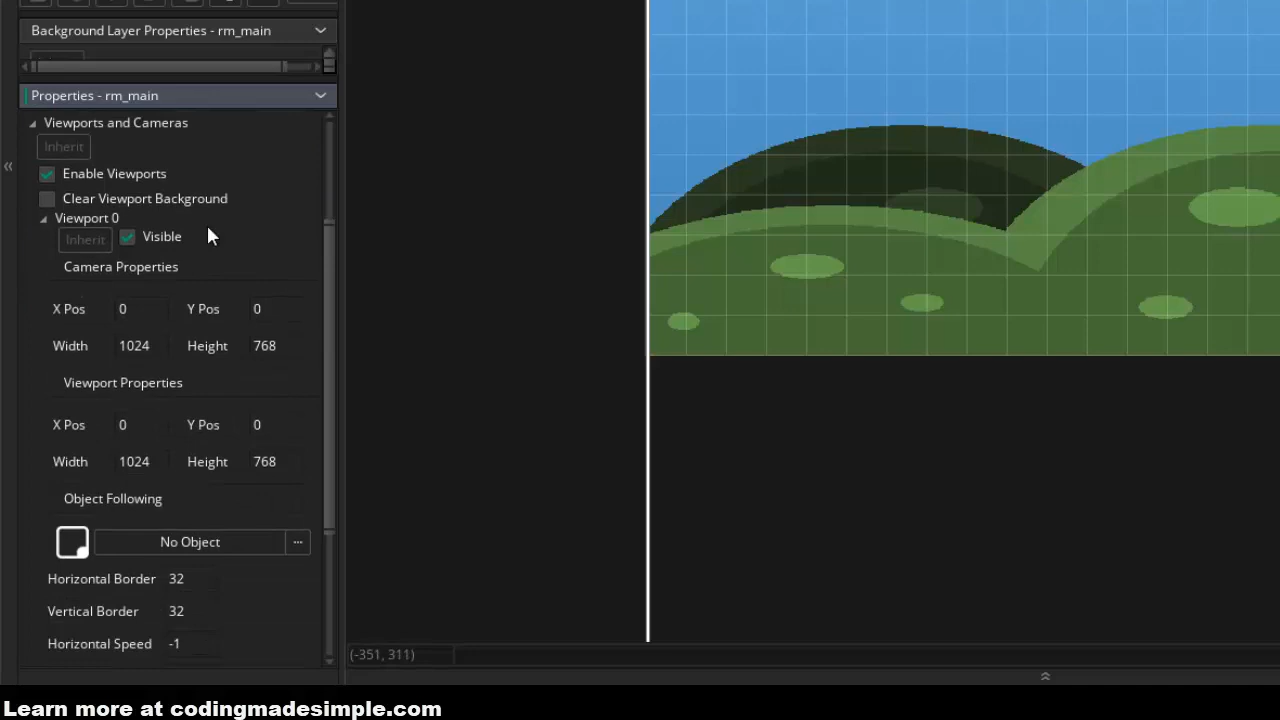 Background Layer Properties - rm_main
Properties - rm_main
Viewports and Cameras
Inherit
Enable Viewports
Clear Viewport Background
Viewport 0
Inherit Visible
Camera Properties
X Pos 0 Y Pos 0
Width 1024 Height 768
Viewport Properties
X Pos 0 Y Pos 0
Width 1024 Height 768
Object Following
No Object ...
Horizontal Border 32
Vertical Border 32
Horizontal Speed -1
(-351, 311)
Learn more at codingmadesimple.com